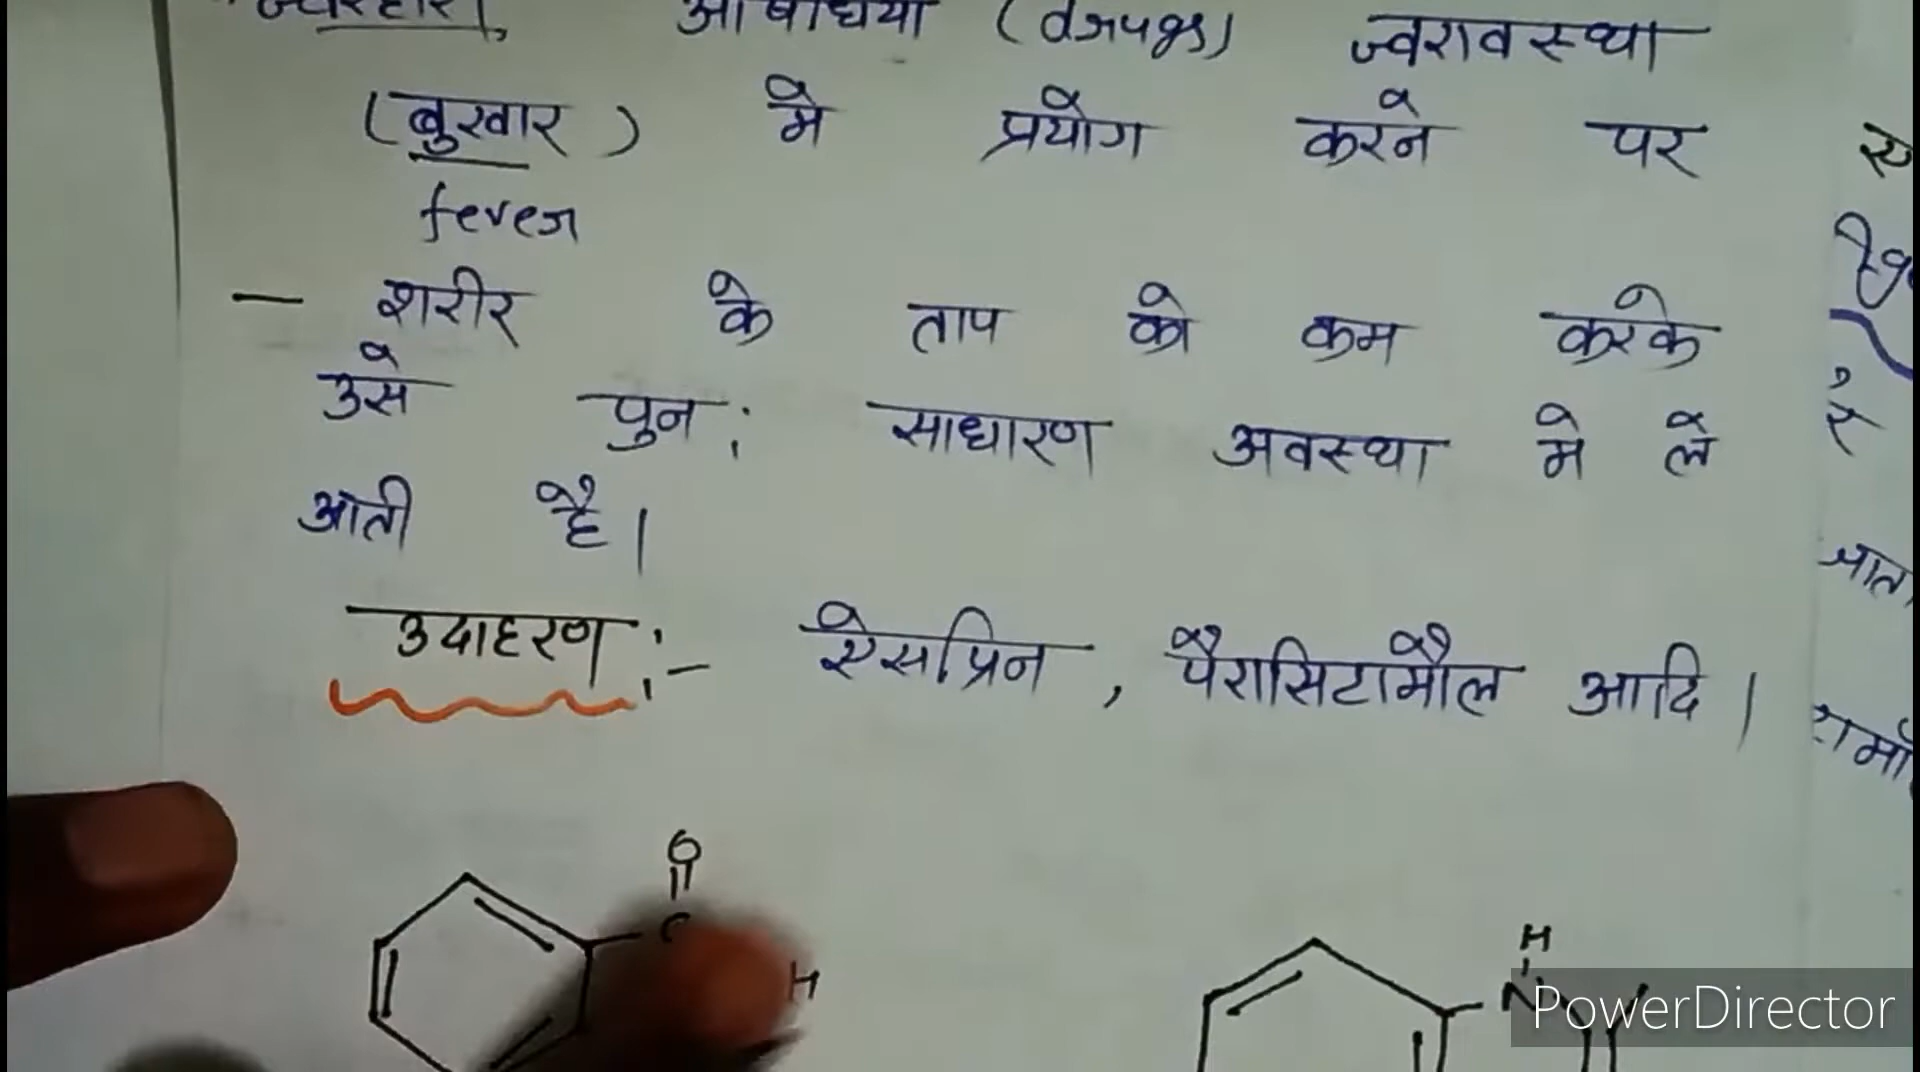 ज्वरहारी औषधियाँ (drugs) ज्वरावस्था
(बुखार) मे प्रयोग करने पर
fever
- शरीर के ताप को कम करके
उसे पुन: साधारण अवस्था मे ले
आती है।
उदाहरण :- ऐसप्रिन, पैरासिटामौल आदि।
O
C
H
H
N
PowerDirector